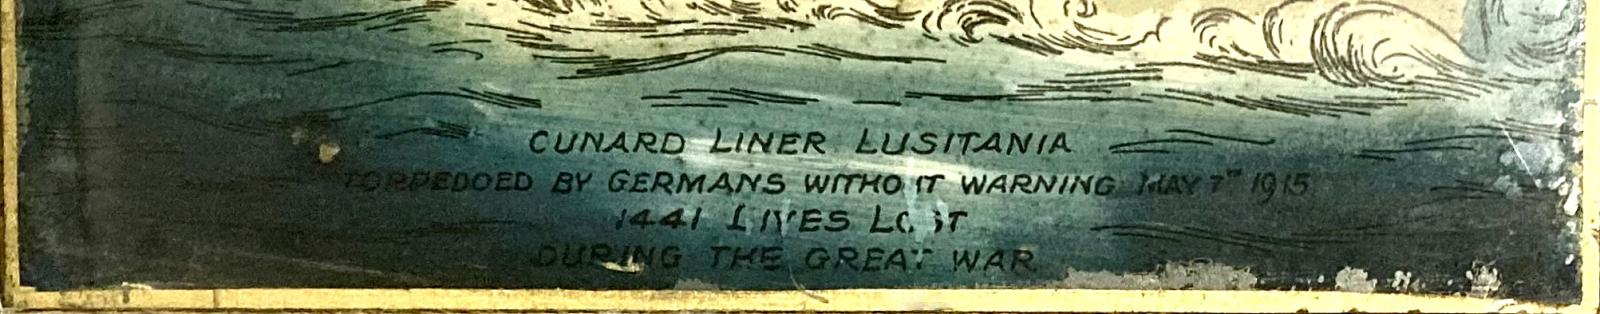 CUNARD LINER LUSITANIA
TORPEDOED BY GERMANS WITHOUT WARNING MAY 7TH 1915
1441 LIVES LOST
DURING THE GREAT WAR